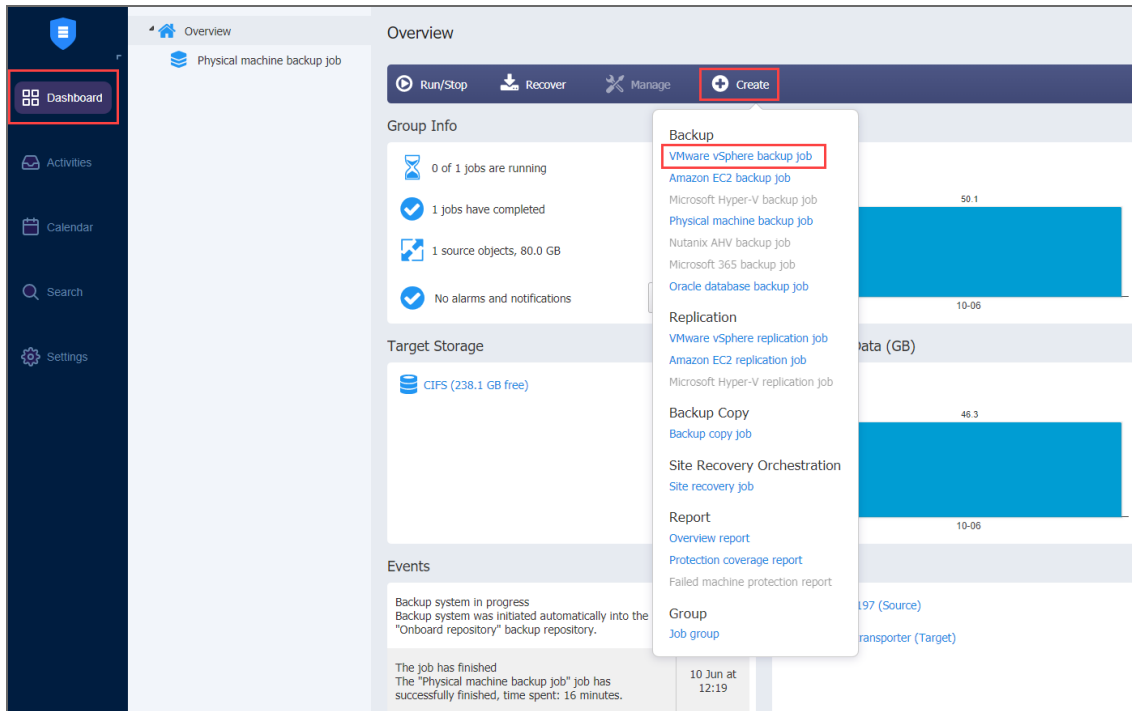 Dashboard
Activities
Calendar
Search
Settings
Overview
Physical machine backup job
Overview
Run/Stop
Recover
Manage
Create
Group Info
0 of 1 jobs are running
1 jobs have completed
1 source objects, 80.0 GB
No alarms and notifications
Target Storage
CIFS (238.1 GB free)
Events
Backup system in progress
Backup system was initiated automatically into the
"Onboard repository" backup repository.
The job has finished
The "Physical machine backup job" job has
successfully finished, time spent: 16 minutes.
10 Jun at
12:19
Backup
VMware vSphere backup job
Amazon EC2 backup job
Microsoft Hyper-V backup job
Physical machine backup job
Nutanix AHV backup job
Microsoft 365 backup job
Oracle database backup job
Replication
VMware vSphere replication job
Amazon EC2 replication job
Microsoft Hyper-V replication job
Backup Copy
Backup copy job
Site Recovery Orchestration
Site recovery job
Report
Overview report
Protection coverage report
Failed machine protection report
Group
Job group
50.1
10-06
Data (GB)
46.3
10-06
197 (Source)
ransporter (Target)